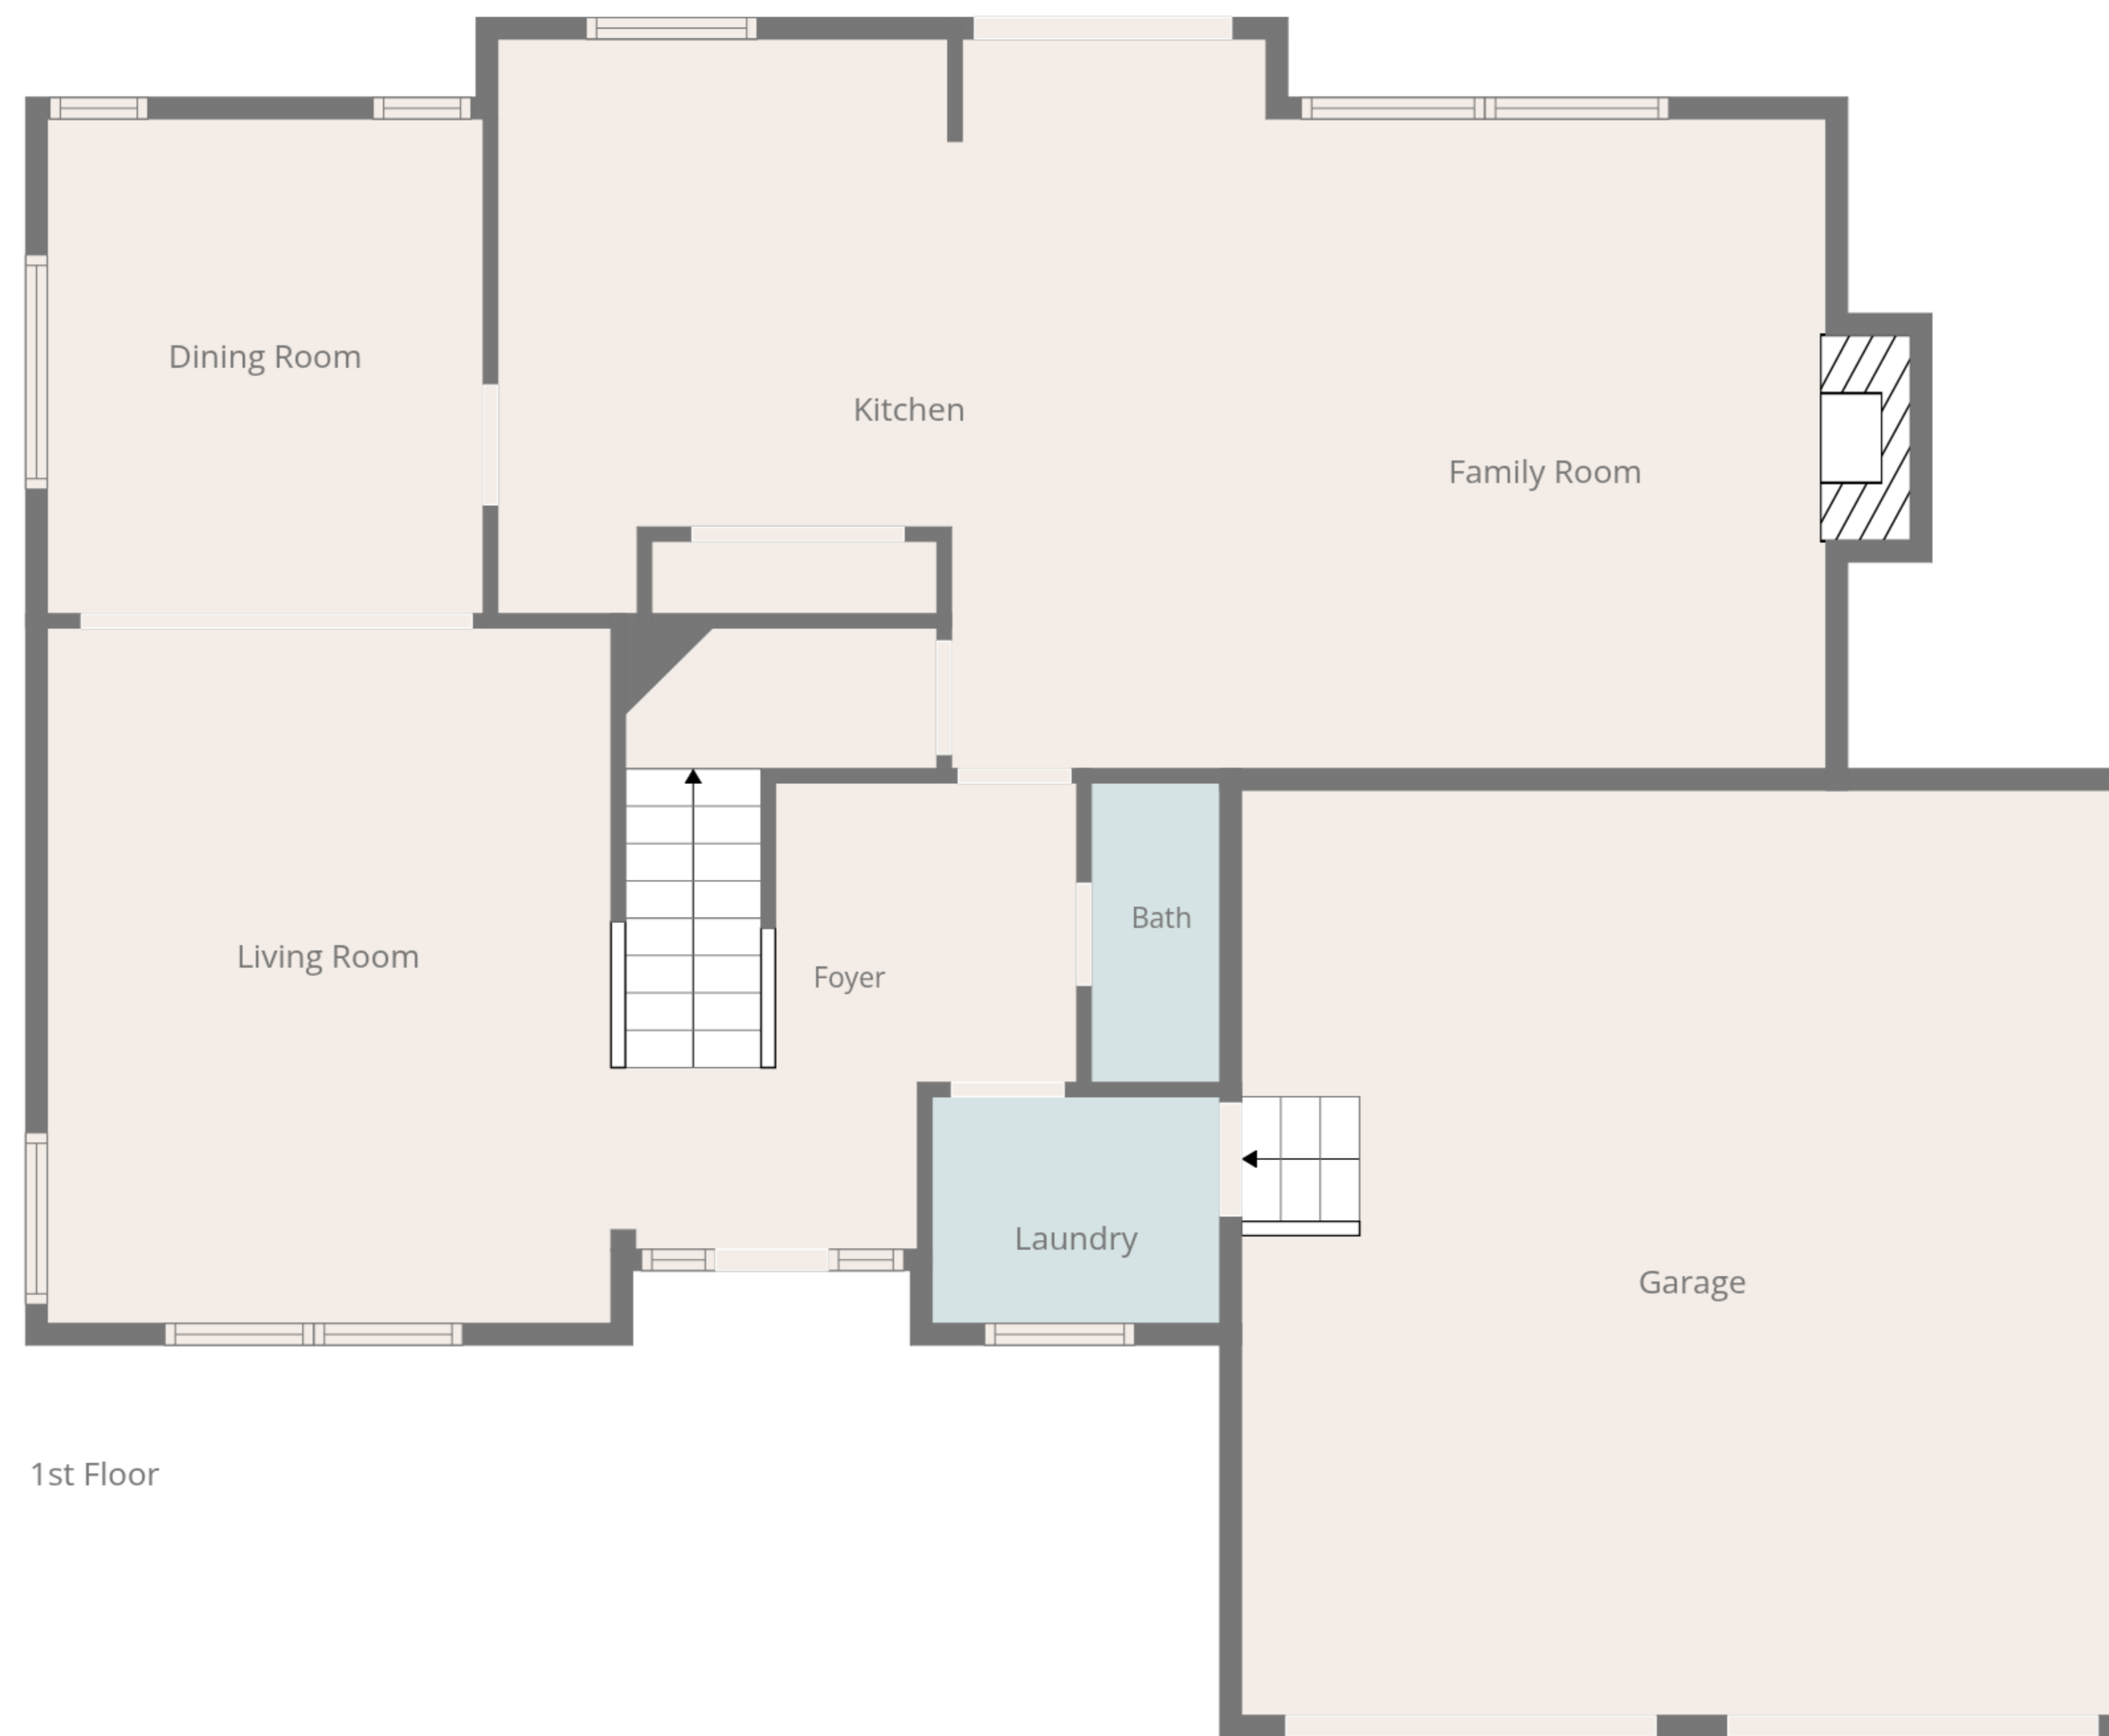 Dining Room
Kitchen
Family Room
Bath
Living Room
Foyer
Laundry
Garage
1st Floor